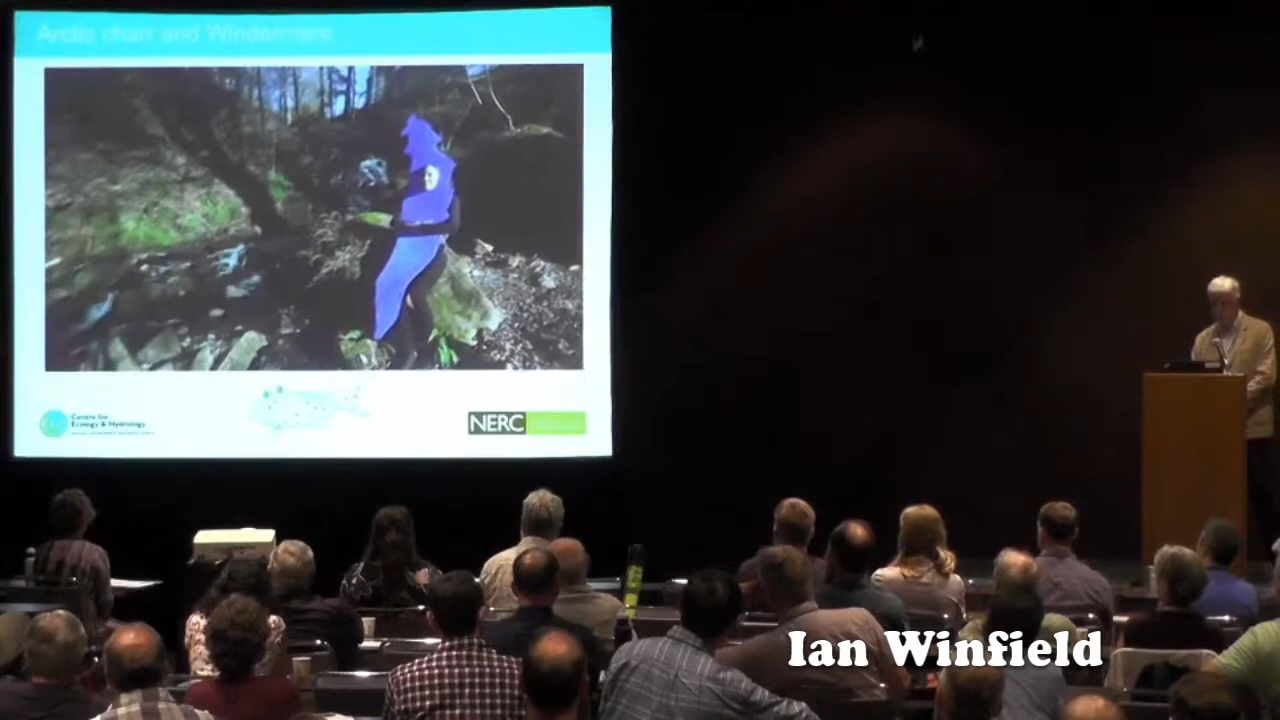 Arctic charr and Windermere
Centre for
Ecology & Hydrology
NERC
Ian Winfield